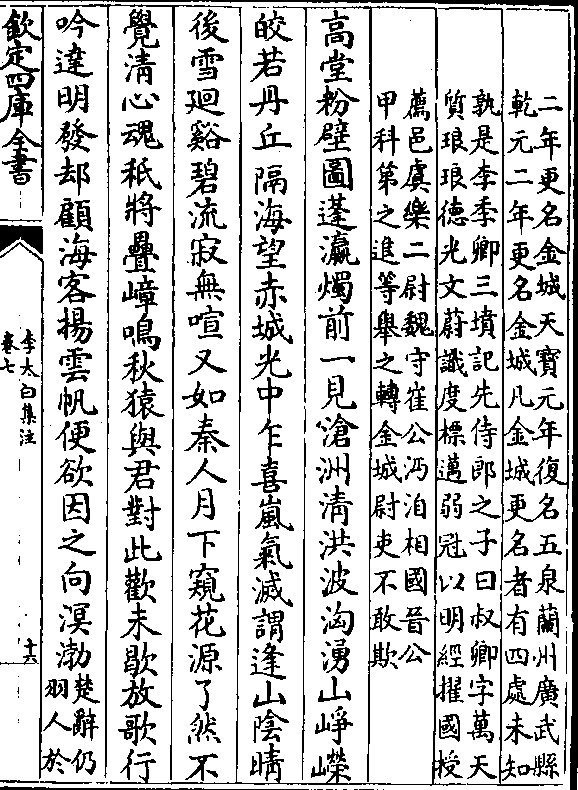 二年更名金城天寶元年復名五泉蘭州廣武縣
乾元二年更名金城凡金城更名者有四處未知
孰是李季卿三墳記先侍郎之子曰叔卿字萬天
質琅琅德光文蔚識度標邁弱冠以明經擢國授
薦邑虞樂二尉魏守崔公沔洎相國晉公
甲科第之進等舉之轉金城尉吏不敢欺
高堂粉壁圖蓬瀛燭前一見滄洲清洪波洶湧山崢嶸
皎若丹丘隔海望赤城光中乍喜嵐氣滅謂逢山陰晴
後雪廻谿碧流寂無喧又如秦人月下窺花源了然不
覺清心魂祇將疊嶂鳴秋猿與君對此歡未歇放歌行
吟達明發却顧海客揚雲帆便欲因之向溟渤楚辭仍
羽人於
欽定四庫全書
李太白集注
卷七
十六